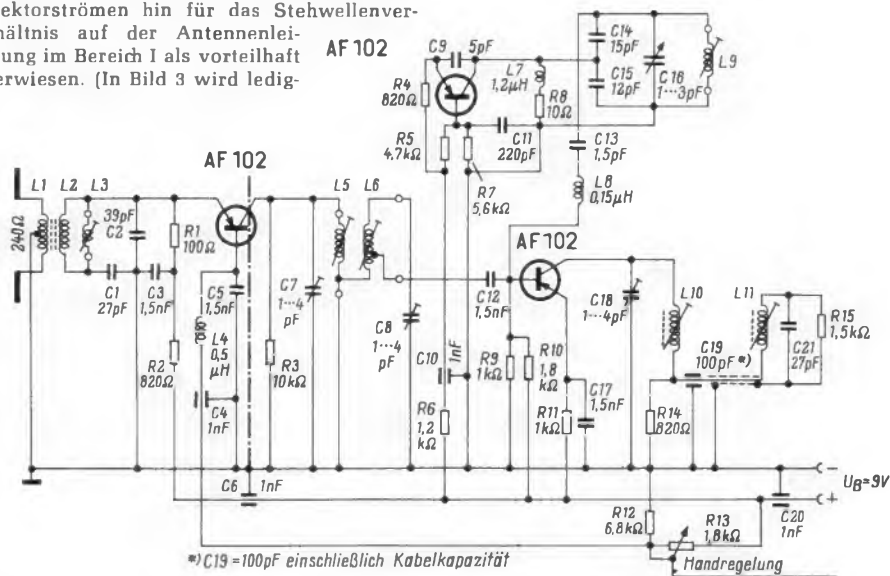 ektorströmen hin für das Stehwellenver-
hältnis auf der Antennenlei-
ung im Bereich I als vorteilhaft
erwiesen. (In Bild 3 wird ledig-
AF 102
C9
5pF
R4
820Ω
L7
1,2µH
R8
10Ω
C14
15pF
C15
12pF
C16
1···3pF
L9
R5
4.7kΩ
C11
220pF
R7
5,6kΩ
C13
1,5pF
L8
0,15µH
AF 102
L1
L2
L3
240Ω
39pF
C2
R1
100Ω
C1
27pF
C3
1,5nF
C5
1,5nF
L4
0,5
µH
R2
820Ω
C4
1nF
R3
10kΩ
C7
1···4
pF
L5
L6
C8
1···4
pF
C10
1nF
C6
1nF
R6
1,2
kΩ
AF 102
C12
1,5nF
R9
1kΩ
R10
1,8
kΩ
R11
1kΩ
C17
1,5nF
C18
1···4pF
L10
L11
C19
100pF *)
C21
27pF
R15
1,5kΩ
R14
820Ω
R12
6,8kΩ
R13
1,8kΩ
C20
1nF
−
UB=9V
+
*) C19 = 100pF einschließlich Kabelkapazität
Handregelung